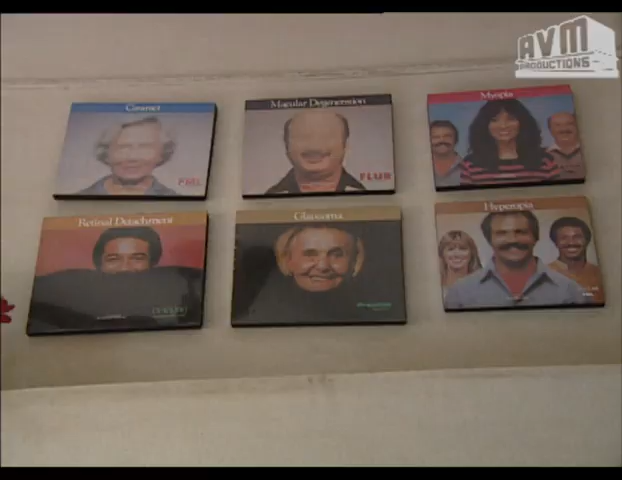 AVM
PRODUCTIONS
Cataract
Macular Degeneration
Myopia
FLUR
Retinal Detachment
Glaucoma
Hyperopia